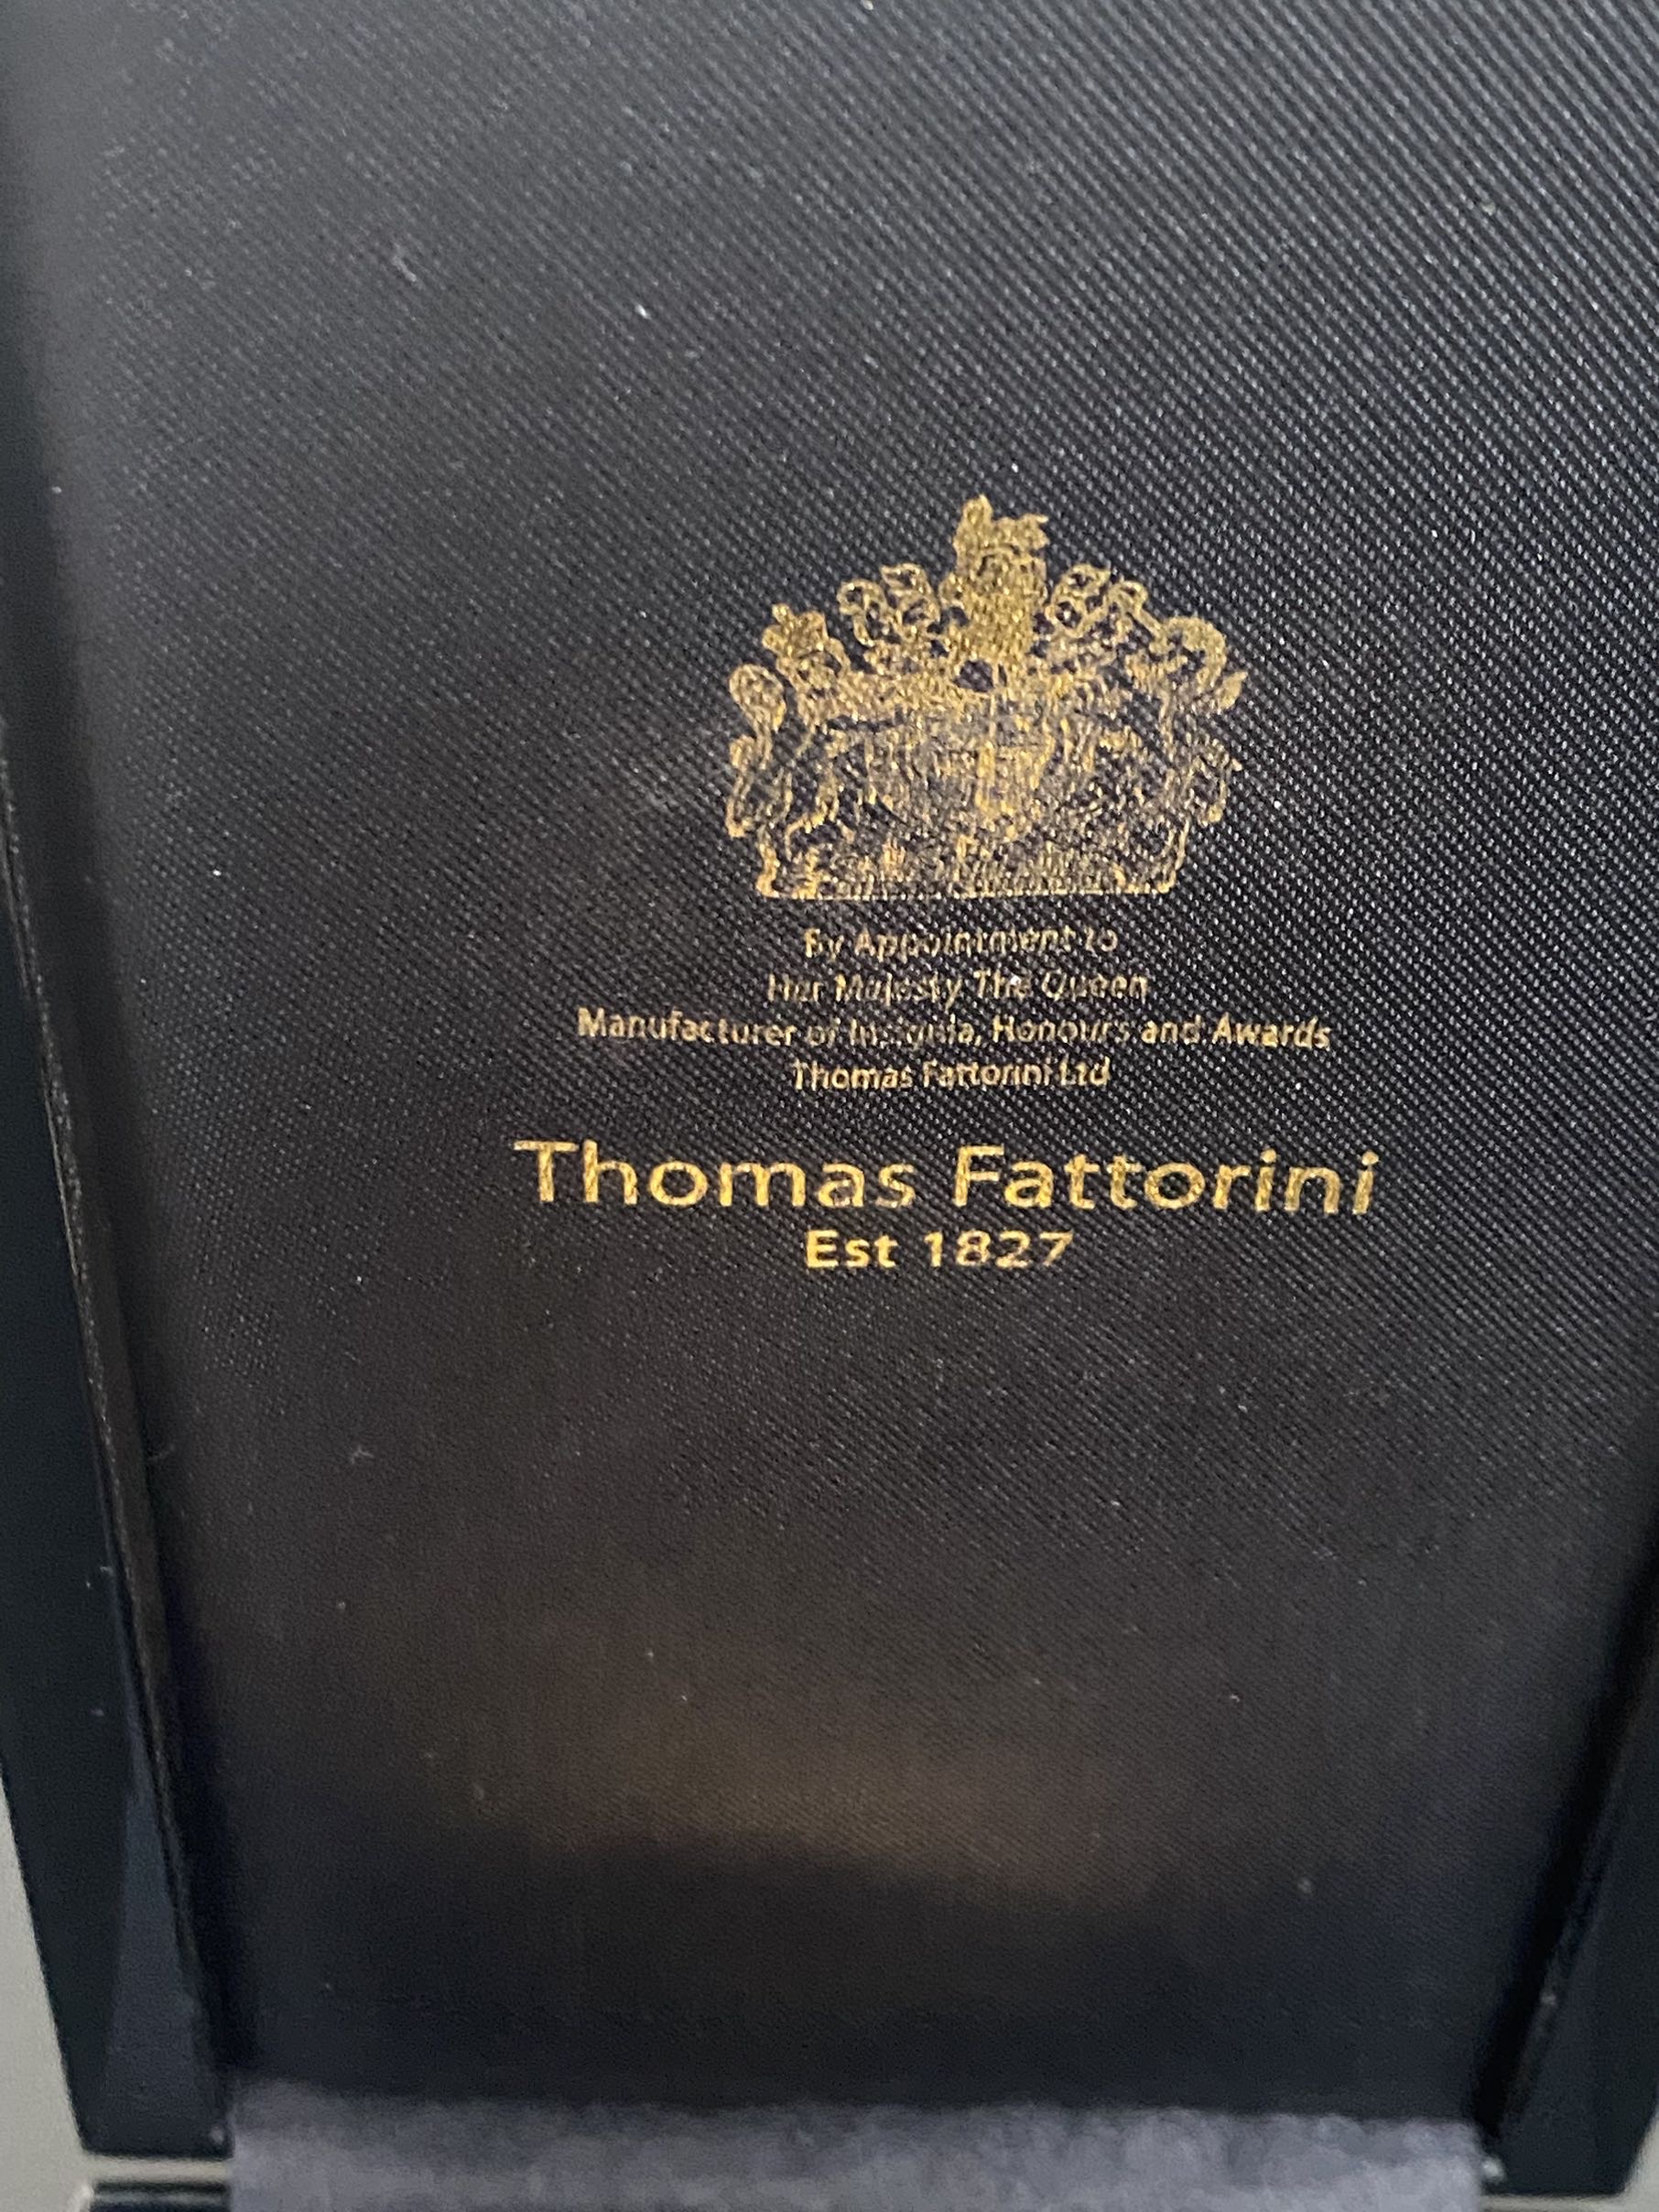 By Appointment to
Her Majesty The Queen
Manufacturer of Insignia, Honours and Awards
Thomas Fattorini Ltd
Thomas Fattorini
Est 1827